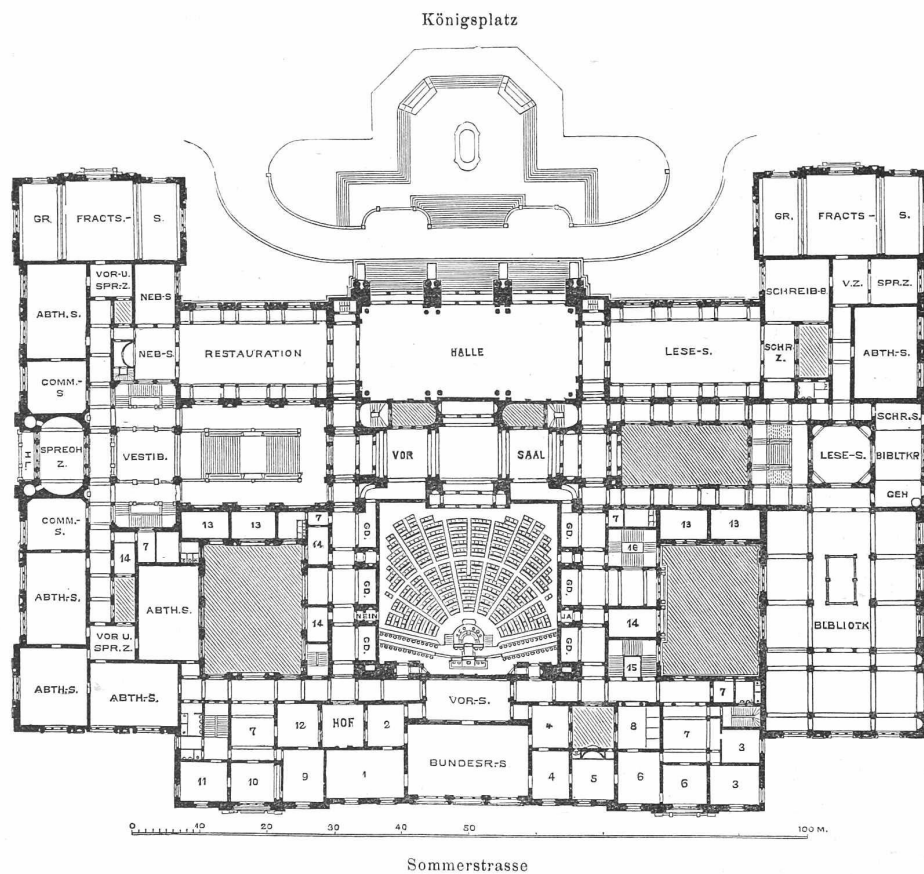 Königsplatz
GR. FRACTS.- S.
GR. FRACTS- S.
VOR-U. SPR.Z.
NEB-S
ABTH.S.
SCHREIB-S
V.Z. SPR.Z.
NEB-S. RESTAURATION HALLE LESE-S. SCHR. Z. ABTH.-S.
COMM.-S
SCHR.S.
HL. SPRECH Z. VESTIB. VOR SAAL LESE-S. BIBLTKR
GEH
COMM.-S. 13 13 7 GD. GD. 7 13 13
14 7 14 16
ABTH.-S. ABTH.S. GD. GD.
14 NEIN JA 14 BIBLIOTK
VOR U. SPR.Z. GD. GD. 15
ABTH.-S. ABTH.-S. VOR.-S. 7
7 12 HOF 2 4 8 7 3
BUNDESR.-S
11 10 9 1 4 5 6 6 3
0 10 20 30 40 50 100 M.
Sommerstrasse